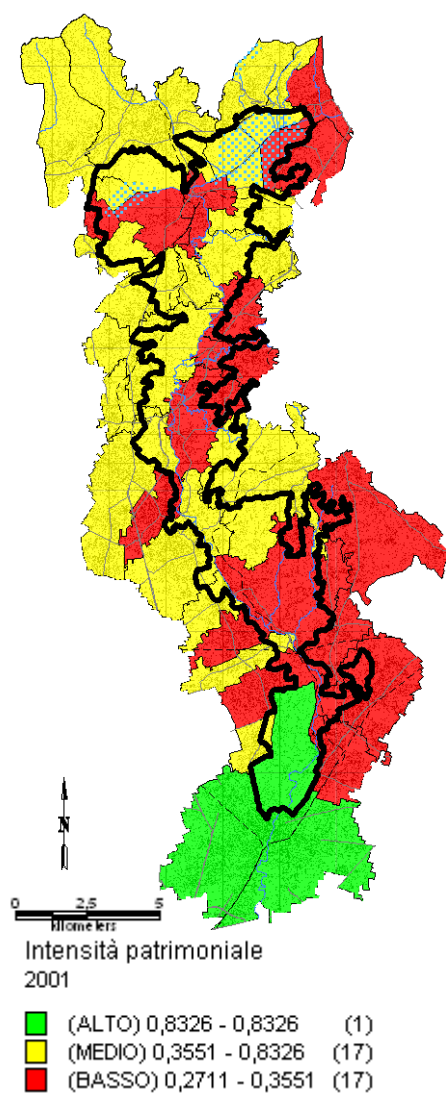 N
0 2,5 5
kilometers
Intensità patrimoniale
2001
(ALTO) 0,8326 - 0,8326 (1)
(MEDIO) 0,3551 - 0,8326 (17)
(BASSO) 0,2711 - 0,3551 (17)